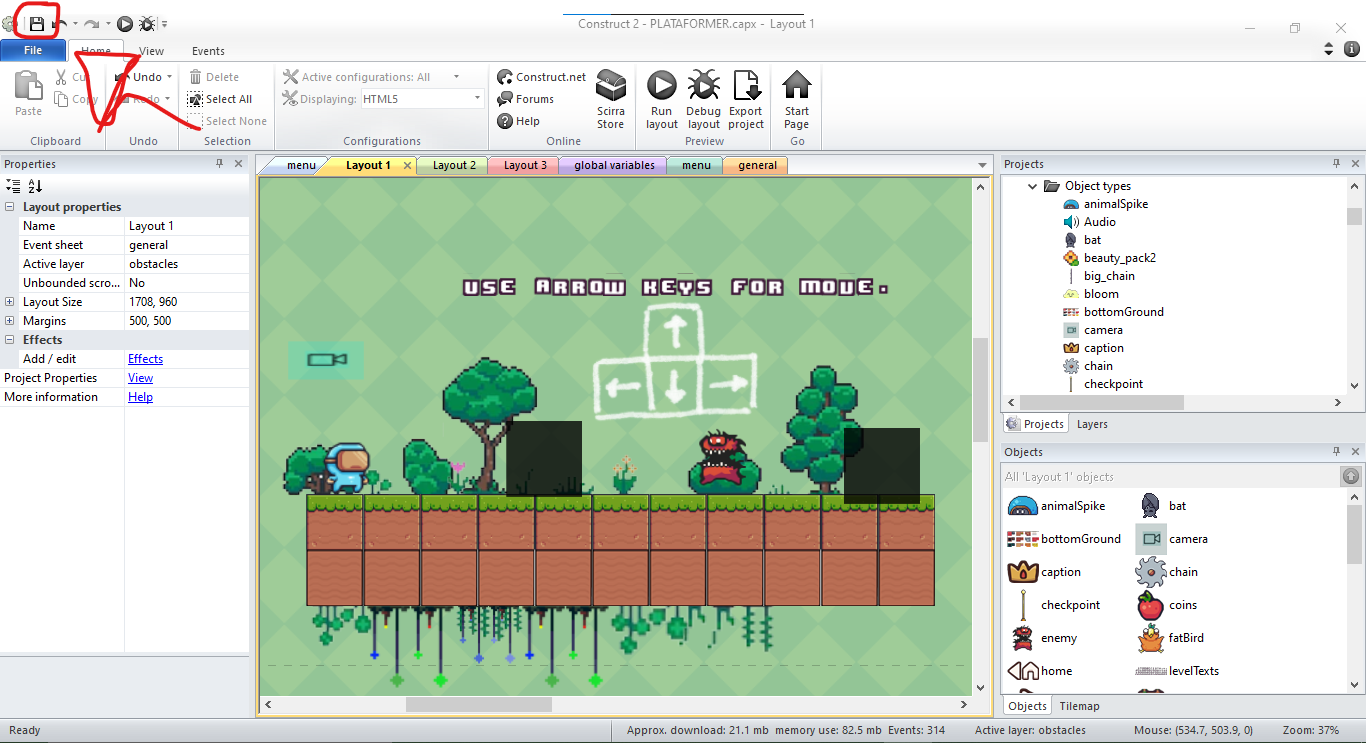 Construct 2 - PLATAFORMER.capx - Layout 1
File Home View Events
Paste
Cut
Copy
Clipboard
Undo
Redo
Undo
Delete
Select All
Select None
Selection
Active configurations: All
Displaying: HTML5
Configurations
Construct.net
Forums
Help
Scirra Store
Online
Run layout
Debug layout
Export project
Preview
Start Page
Go
Properties
Layout properties
Name Layout 1
Event sheet general
Active layer obstacles
Unbounded scro... No
Layout Size 1708, 960
Margins 500, 500
Effects
Add / edit Effects
Project Properties View
More information Help
menu Layout 1 Layout 2 Layout 3 global variables menu general
USE ARROW KEYS FOR MOVE.
Projects
Object types
animalSpike
Audio
bat
beauty_pack2
big_chain
bloom
bottomGround
camera
caption
chain
checkpoint
Projects Layers
Objects
All 'Layout 1' objects
animalSpike bat
bottomGround camera
caption chain
checkpoint coins
enemy fatBird
home levelTexts
Objects Tilemap
Ready Approx. download: 21.1 mb memory use: 82.5 mb Events: 314 Active layer: obstacles Mouse: (534.7, 503.9, 0) Zoom: 37%